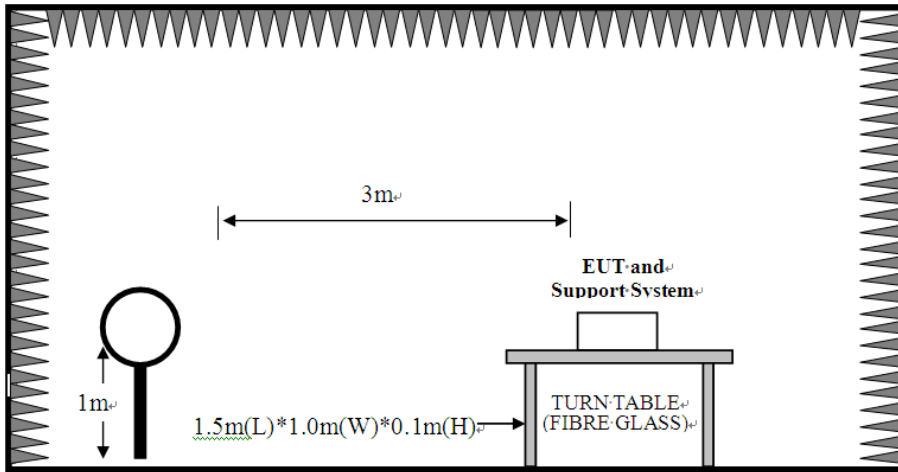 3m
EUT and
Support System
1m
1.5m(L)*1.0m(W)*0.1m(H)
TURN TABLE
(FIBRE GLASS)